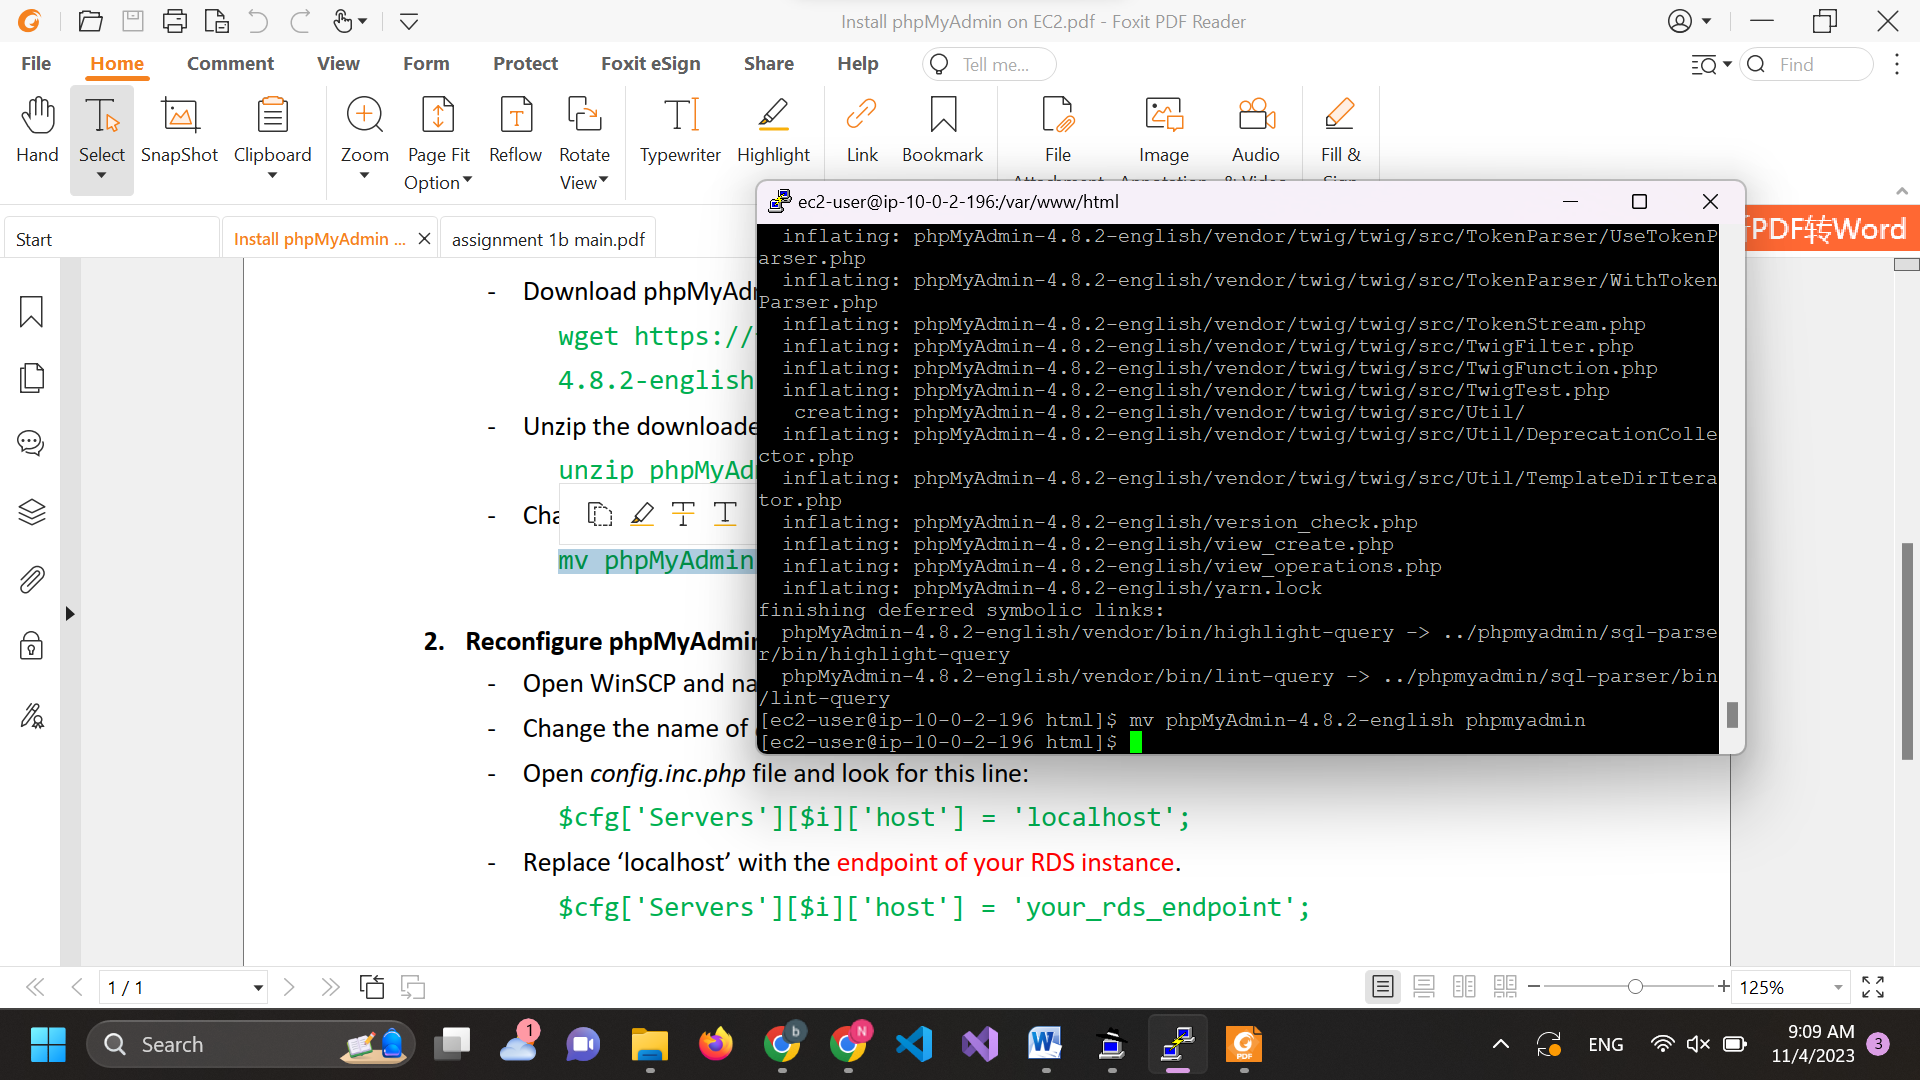 Install phpMyAdmin on EC2.pdf - Foxit PDF Reader
File Home Comment View Form Protect Foxit eSign Share Help Tell me... Find
Hand Select SnapShot Clipboard Zoom Page Fit Option Reflow Rotate View Typewriter Highlight Link Bookmark File Image Audio Fill &
Start Install phpMyAdmin ... assignment 1b main.pdf
PDF转Word
- Download phpMyAd
wget https://
4.8.2-english
- Unzip the downloade
unzip phpMyAd
- Cha
mv phpMyAdmin
2. Reconfigure phpMyAdmin
- Open WinSCP and na
- Change the name of
- Open config.inc.php file and look for this line:
$cfg['Servers'][$i]['host'] = 'localhost';
- Replace ‘localhost’ with the endpoint of your RDS instance.
$cfg['Servers'][$i]['host'] = 'your_rds_endpoint';
ec2-user@ip-10-0-2-196:/var/www/html
inflating: phpMyAdmin-4.8.2-english/vendor/twig/twig/src/TokenParser/UseTokenP
arser.php
inflating: phpMyAdmin-4.8.2-english/vendor/twig/twig/src/TokenParser/WithToken
Parser.php
inflating: phpMyAdmin-4.8.2-english/vendor/twig/twig/src/TokenStream.php
inflating: phpMyAdmin-4.8.2-english/vendor/twig/twig/src/TwigFilter.php
inflating: phpMyAdmin-4.8.2-english/vendor/twig/twig/src/TwigFunction.php
inflating: phpMyAdmin-4.8.2-english/vendor/twig/twig/src/TwigTest.php
creating: phpMyAdmin-4.8.2-english/vendor/twig/twig/src/Util/
inflating: phpMyAdmin-4.8.2-english/vendor/twig/twig/src/Util/DeprecationColle
ctor.php
inflating: phpMyAdmin-4.8.2-english/vendor/twig/twig/src/Util/TemplateDirItera
tor.php
inflating: phpMyAdmin-4.8.2-english/version_check.php
inflating: phpMyAdmin-4.8.2-english/view_create.php
inflating: phpMyAdmin-4.8.2-english/view_operations.php
inflating: phpMyAdmin-4.8.2-english/yarn.lock
finishing deferred symbolic links:
phpMyAdmin-4.8.2-english/vendor/bin/highlight-query -> ../phpmyadmin/sql-parse
r/bin/highlight-query
phpMyAdmin-4.8.2-english/vendor/bin/lint-query -> ../phpmyadmin/sql-parser/bin
/lint-query
[ec2-user@ip-10-0-2-196 html]$ mv phpMyAdmin-4.8.2-english phpmyadmin
[ec2-user@ip-10-0-2-196 html]$
1 / 1
125%
Search
1
b
N
PDF
ENG
9:09 AM
11/4/2023
3